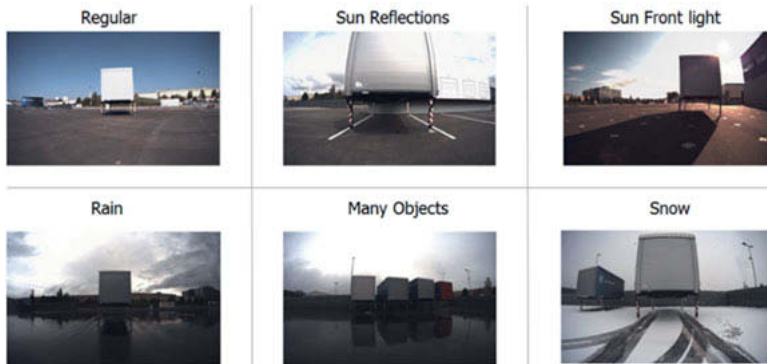 Regular
Sun Reflections
Sun Front light
Rain
Many Objects
Snow